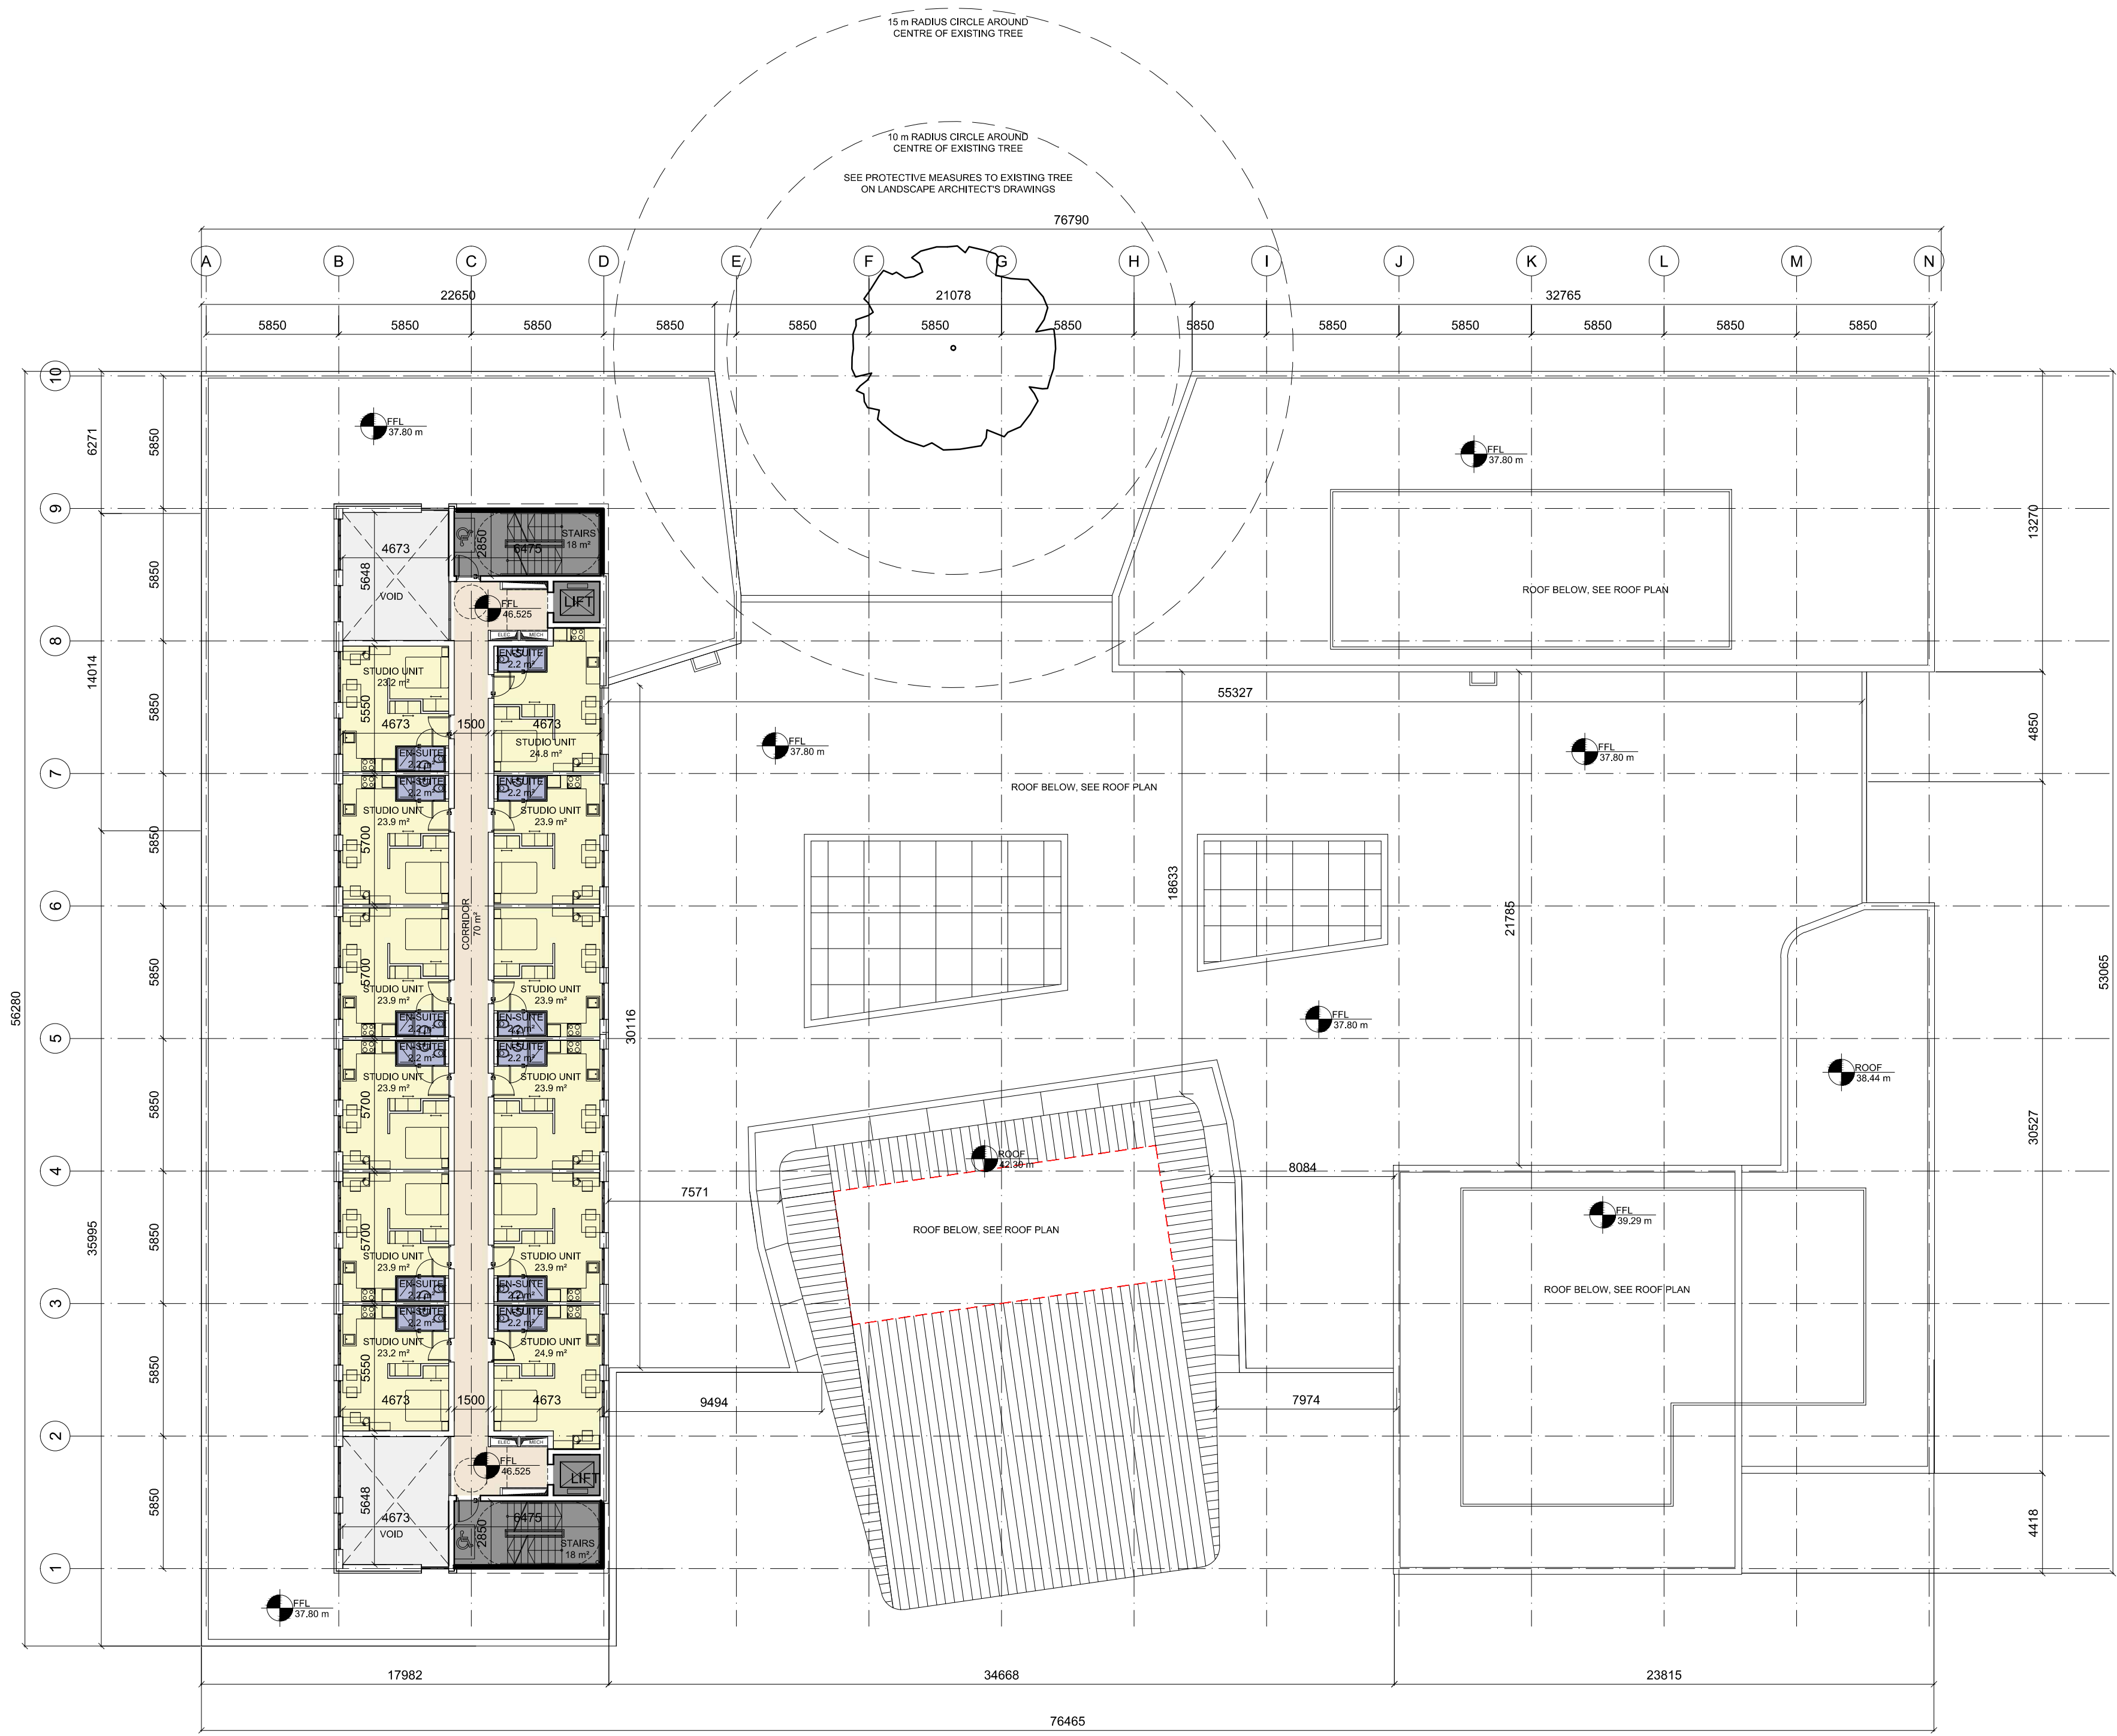 15 m RADIUS CIRCLE AROUND
CENTRE OF EXISTING TREE
10 m RADIUS CIRCLE AROUND
CENTRE OF EXISTING TREE
SEE PROTECTIVE MEASURES TO EXISTING TREE
ON LANDSCAPE ARCHITECT'S DRAWINGS
76790
A
B
C
D
E
F
G
H
I
J
K
L
M
N
22650
21078
32765
5850
5850
5850
5850
5850
5850
5850
5850
5850
5850
5850
5850
5850
10
9
8
7
6
5
4
3
2
1
56280
6271
14014
35995
5850
5850
5850
5850
5850
5850
5850
5850
5850
FFL
37.80 m
FFL
37.80 m
4673
5648
VOID
2850
6475
STAIRS
18 m²
FFL
46.525
LIFT
ELEC
MECH
ROOF BELOW, SEE ROOF PLAN
13270
STUDIO UNIT
23.2 m²
5550
4673
1500
4673
EN-SUITE
2.2 m²
STUDIO UNIT
24.8 m²
EN-SUITE
2.2 m²
EN-SUITE
2.2 m²
EN-SUITE
2.2 m²
STUDIO UNIT
23.9 m²
STUDIO UNIT
23.9 m²
5700
CORRIDOR
70 m²
5700
STUDIO UNIT
23.9 m²
STUDIO UNIT
23.9 m²
EN-SUITE
2.2 m²
EN-SUITE
2.2 m²
EN-SUITE
2.2 m²
EN-SUITE
2.2 m²
STUDIO UNIT
23.9 m²
STUDIO UNIT
23.9 m²
5700
5700
STUDIO UNIT
23.9 m²
STUDIO UNIT
23.9 m²
EN-SUITE
2.2 m²
EN-SUITE
2.2 m²
EN-SUITE
2.2 m²
EN-SUITE
2.2 m²
STUDIO UNIT
23.2 m²
STUDIO UNIT
24.9 m²
5550
4673
1500
4673
ELEC
MECH
FFL
46.525
LIFT
5648
4673
VOID
2850
6475
STAIRS
18 m²
FFL
37.80 m
55327
FFL
37.80 m
FFL
37.80 m
4850
ROOF BELOW, SEE ROOF PLAN
18633
21785
30116
FFL
37.80 m
ROOF
38.44 m
53065
30527
ROOF
42.30 m
8084
7571
ROOF BELOW, SEE ROOF PLAN
FFL
39.29 m
ROOF BELOW, SEE ROOF PLAN
9494
7974
4418
17982
34668
23815
76465